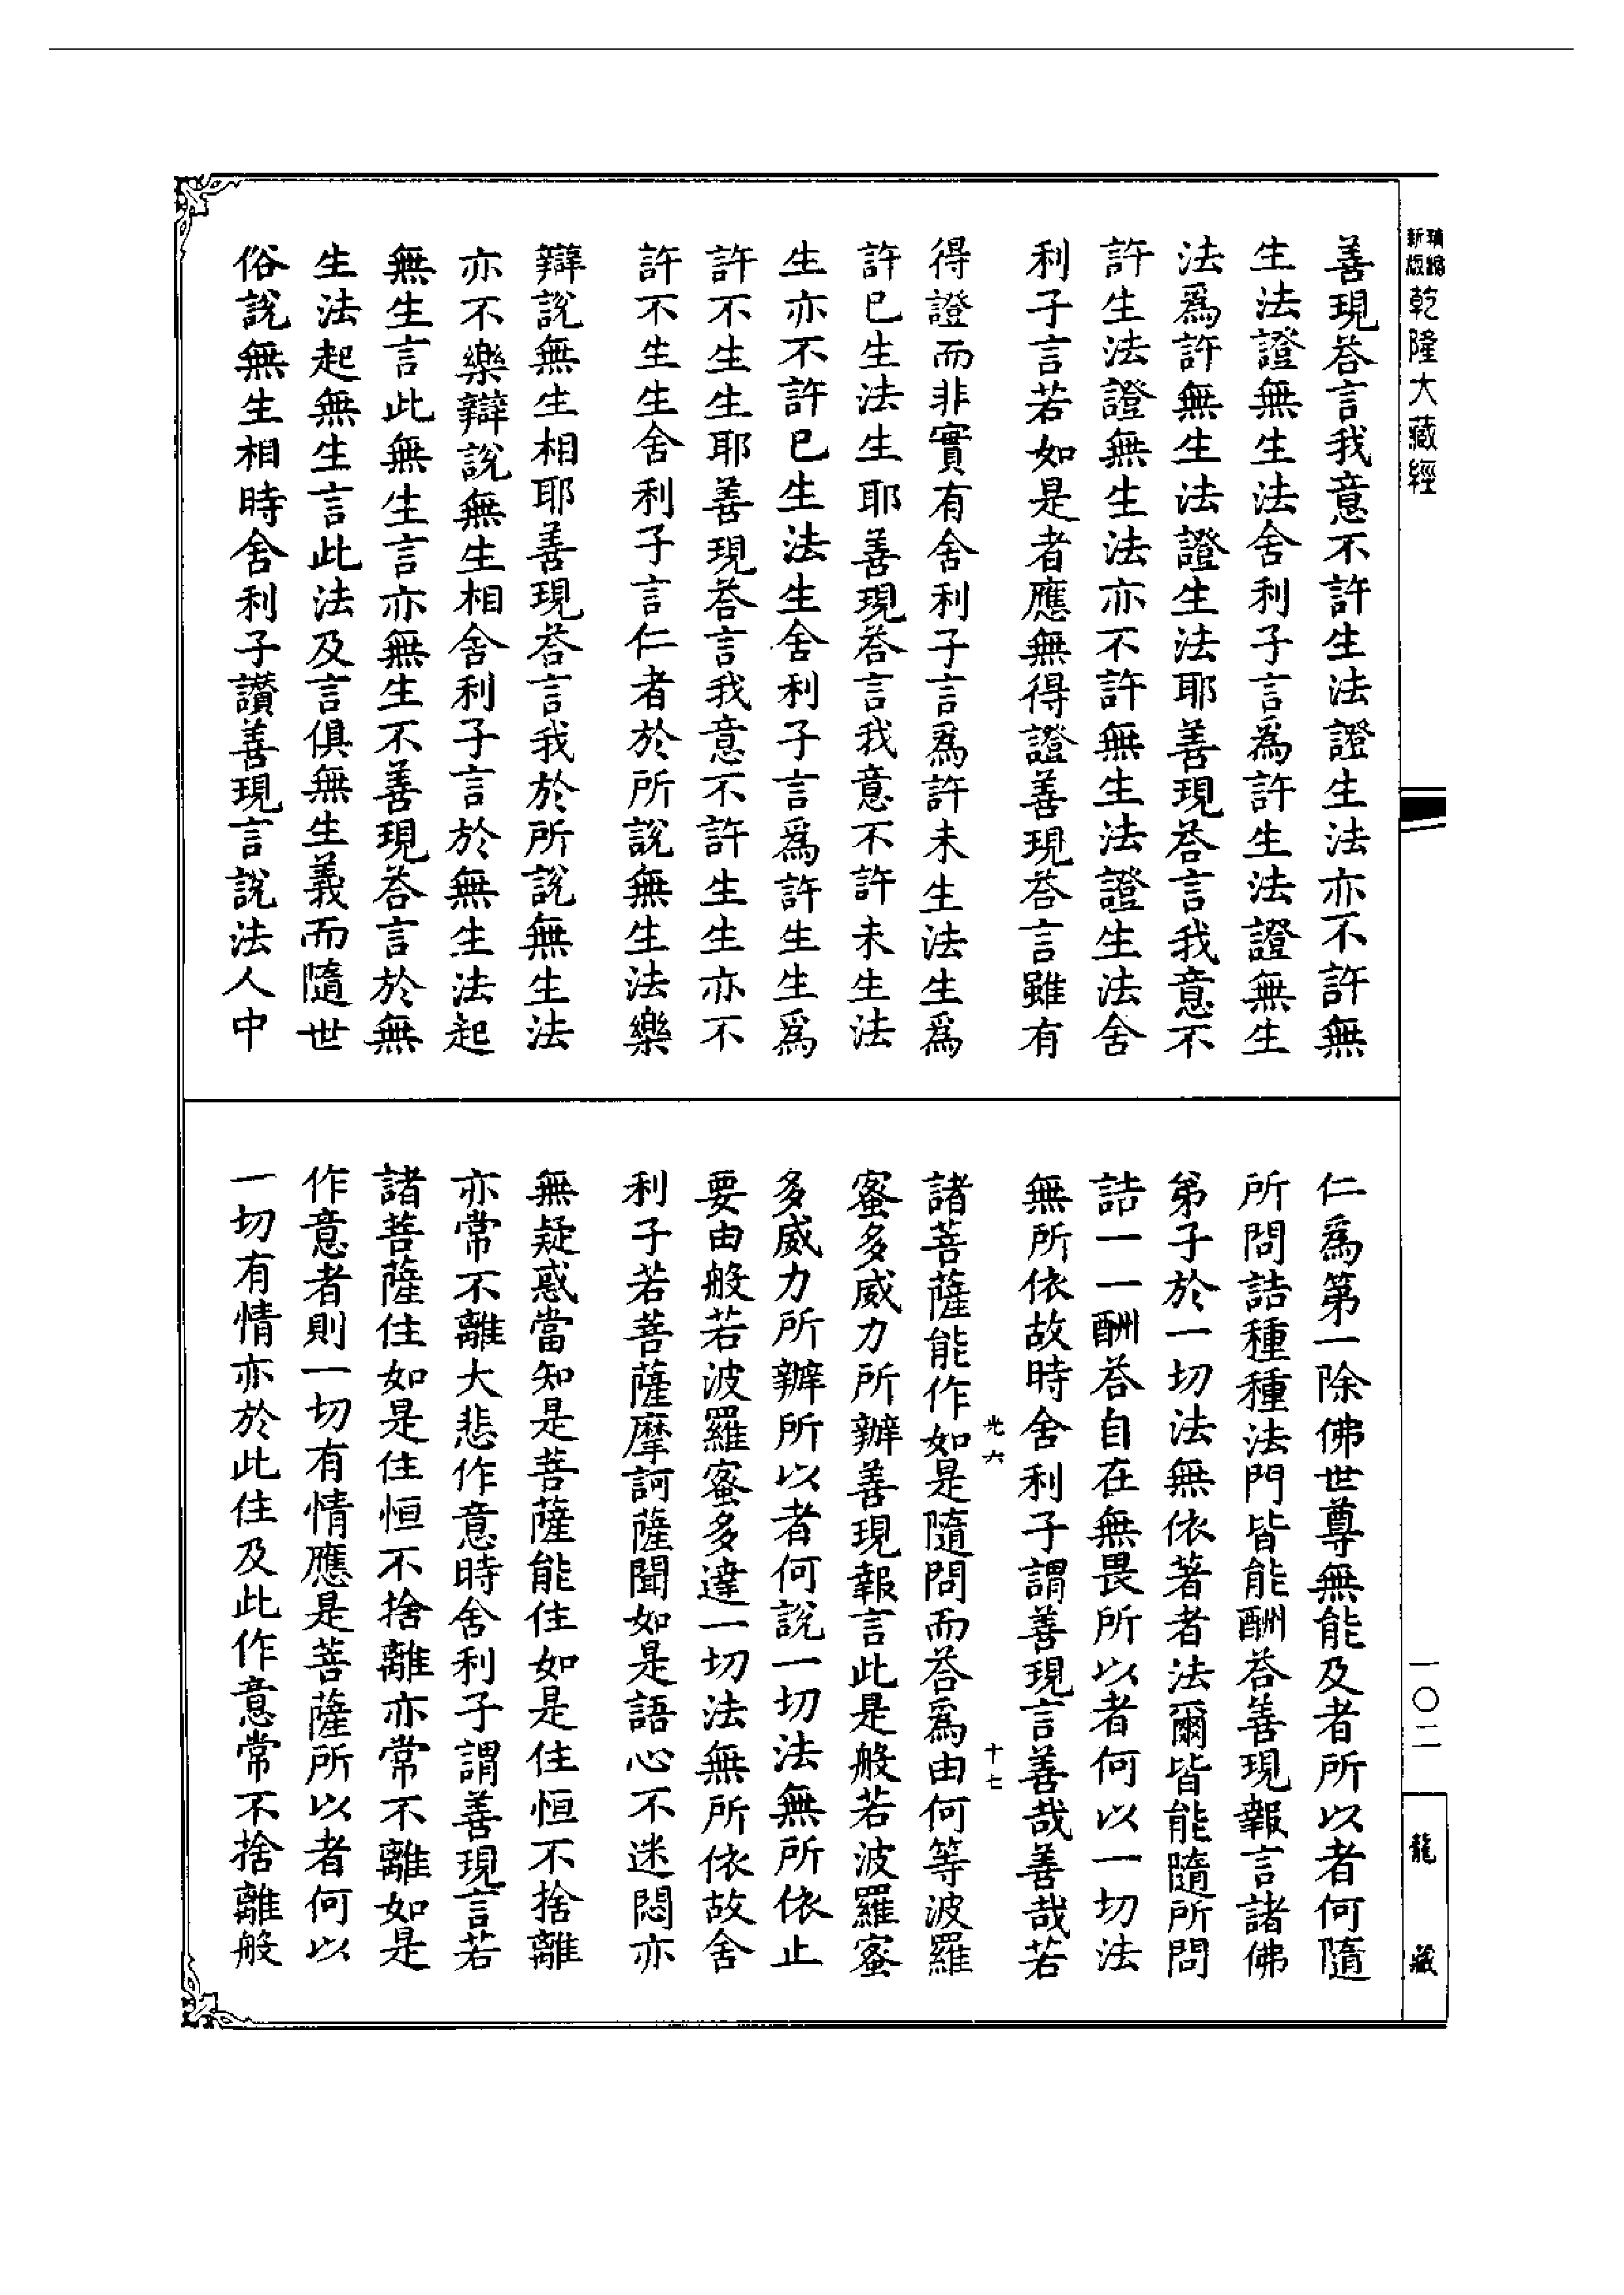 新版
精縮
乾隆大藏經
善現荅言我意不許生法證生法亦不許無
生法證無生法舍利子言為許生法證無生
法為許無生法證生法耶善現荅言我意不
許生法證無生法亦不許無生法證生法舍
利子言若如是者應無得證善現荅言雖有
得證而非實有舍利子言為許未生法生為
許已生法生耶善現荅言我意不許未生法
生亦不許已生法生舍利子言為許生生為
許不生生耶善現荅言我意不許生生亦不
許不生生舍利子言仁者於所說無生法樂
辯說無生相耶善現荅言我於所說無生法
亦不樂辯說無生相舍利子言於無生法起
無生言此無生言亦無生不善現荅言於無
生法起無生言此法及言俱無生義而隨世
俗說無生相時舍利子讚善現言說法人中
仁為第一除佛世尊無能及者所以者何隨
所問詰種種法門皆能酬荅善現報言諸佛
弟子於一切法無依著者法爾皆能隨所問
詰一一酬荅自在無畏所以者何以一切法
無所依故時舍利子謂善現言善哉善哉若
光六
十七
諸菩薩能作如是隨問而荅為由何等波羅
蜜多威力所辦善現報言此是般若波羅蜜
多威力所辦所以者何說一切法無所依止
要由般若波羅蜜多達一切法無所依故舍
利子若菩薩摩訶薩聞如是語心不迷悶亦
無疑惑當知是菩薩能住如是住恒不捨離
亦常不離大悲作意時舍利子謂善現言若
諸菩薩住如是住恒不捨離亦常不離如是
作意者則一切有情應是菩薩所以者何以
一切有情亦於此住及此作意常不捨離般
一〇二
龍藏